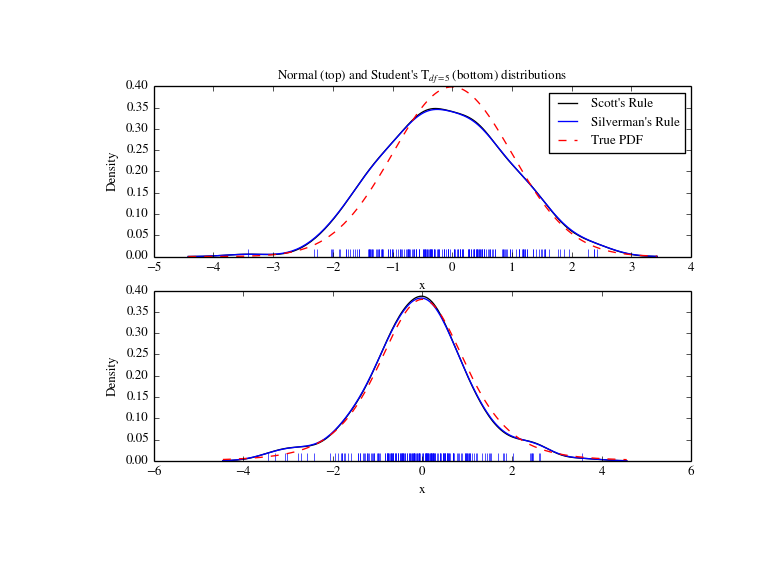 Normal (top) and Student's T_{df=5} (bottom) distributions
0.40
0.35
0.30
0.25
0.20
0.15
0.10
0.05
0.00
Density
Scott's Rule
Silverman's Rule
True PDF
−5 −4 −3 −2 −1 0 1 2 3 4
x
0.40
0.35
0.30
0.25
0.20
0.15
0.10
0.05
0.00
Density
−6 −4 −2 0 2 4 6
x